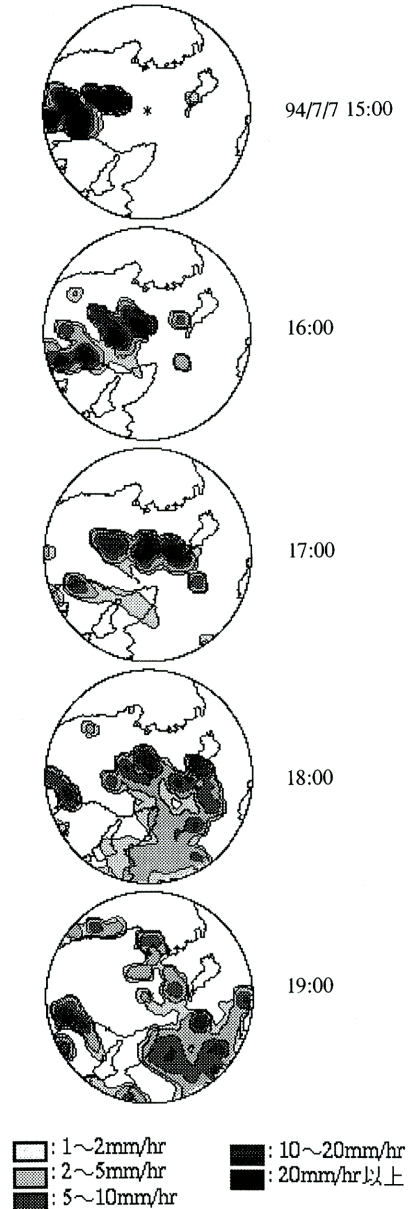 94/7/7 15:00
16:00
17:00
18:00
19:00
: 1～2mm/hr
: 2～5mm/hr
: 5～10mm/hr
: 10～20mm/hr
: 20mm/hr以上